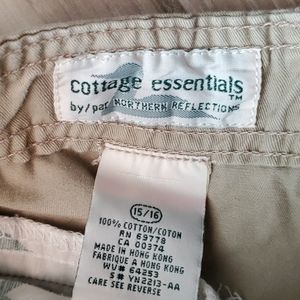 cottage essentials
TM
by/par NORTHERN REFLECTIONS
15/16
100% COTTON/COTON
RN 69778
CA 00374
MADE IN HONG KONG
FABRIQUE A HONG KONG
WU# 64253
S# YN2213-AA
CARE SEE REVERSE